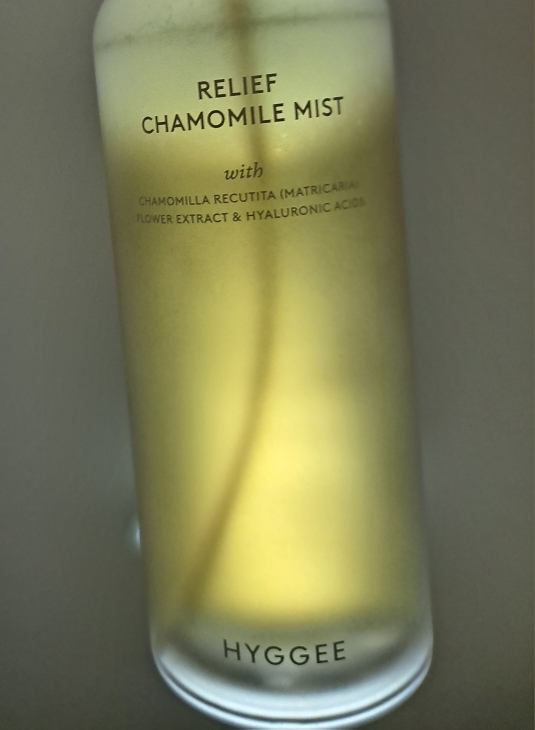 RELIEF
CHAMOMILE MIST
with
CHAMOMILLA RECUTITA (MATRICARIA)
FLOWER EXTRACT & HYALURONIC ACIDS
HYGGEE